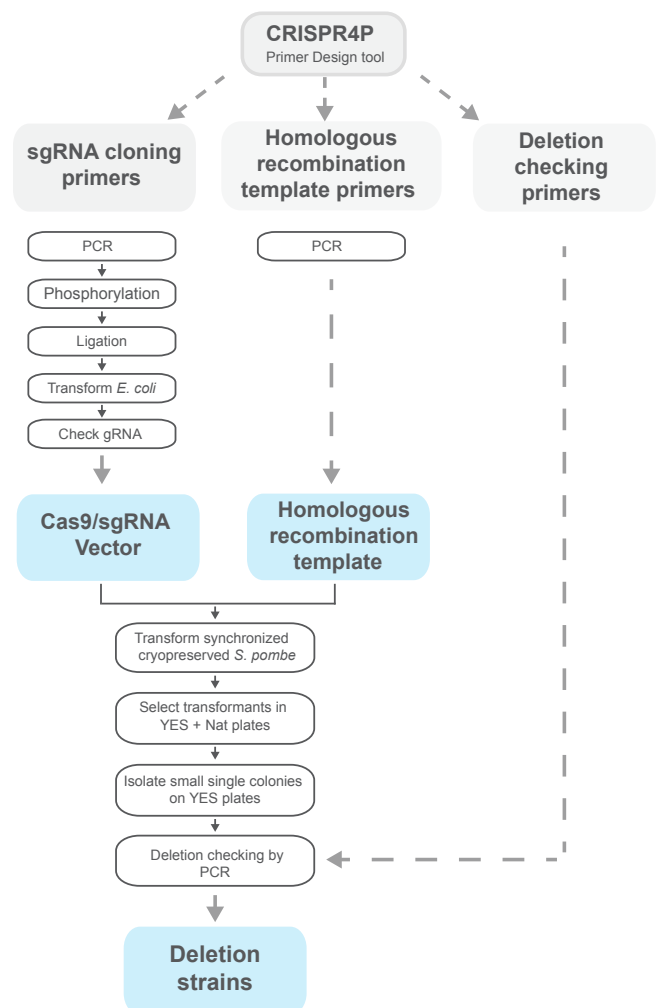 CRISPR4P
Primer Design tool
sgRNA cloning
primers
Homologous
recombination
template primers
Deletion
checking
primers
PCR
Phosphorylation
Ligation
Transform E. coli
Check gRNA
PCR
Cas9/sgRNA
Vector
Homologous
recombination
template
Transform synchronized
cryopreserved S. pombe
Select transformants in
YES + Nat plates
Isolate small single colonies
on YES plates
Deletion checking by
PCR
Deletion
strains